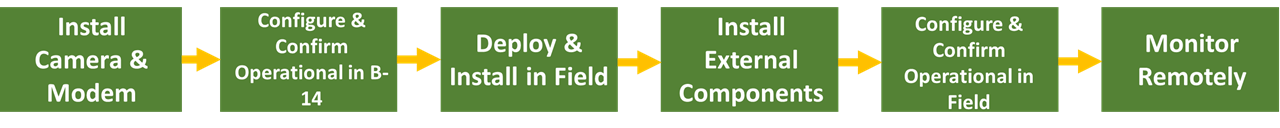 Install
Camera &
Modem
Configure &
Confirm
Operational in B-
14
Deploy &
Install in Field
Install
External
Components
Configure &
Confirm
Operational in
Field
Monitor
Remotely